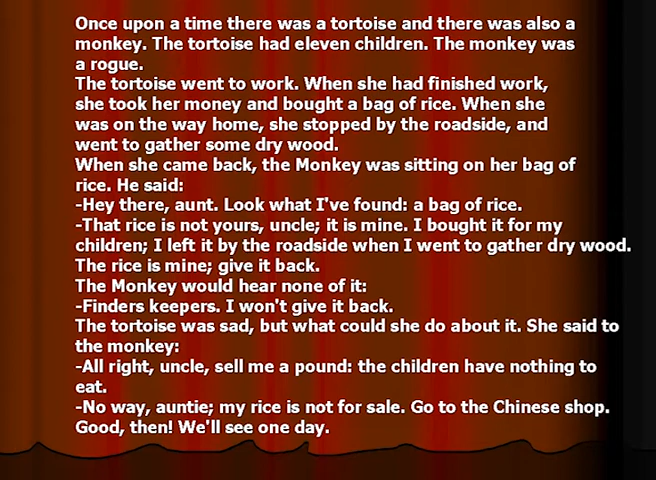 Once upon a time there was a tortoise and there was also a
monkey. The tortoise had eleven children. The monkey was
a rogue.
The tortoise went to work. When she had finished work,
she took her money and bought a bag of rice. When she
was on the way home, she stopped by the roadside, and
went to gather some dry wood.
When she came back, the Monkey was sitting on her bag of
rice. He said:
-Hey there, aunt. Look what I've found: a bag of rice.
-That rice is not yours, uncle; it is mine. I bought it for my
children; I left it by the roadside when I went to gather dry wood.
The rice is mine; give it back.
The Monkey would hear none of it:
-Finders keepers. I won't give it back.
The tortoise was sad, but what could she do about it. She said to
the monkey:
-All right, uncle, sell me a pound: the children have nothing to
eat.
-No way, auntie; my rice is not for sale. Go to the Chinese shop.
Good, then! We'll see one day.